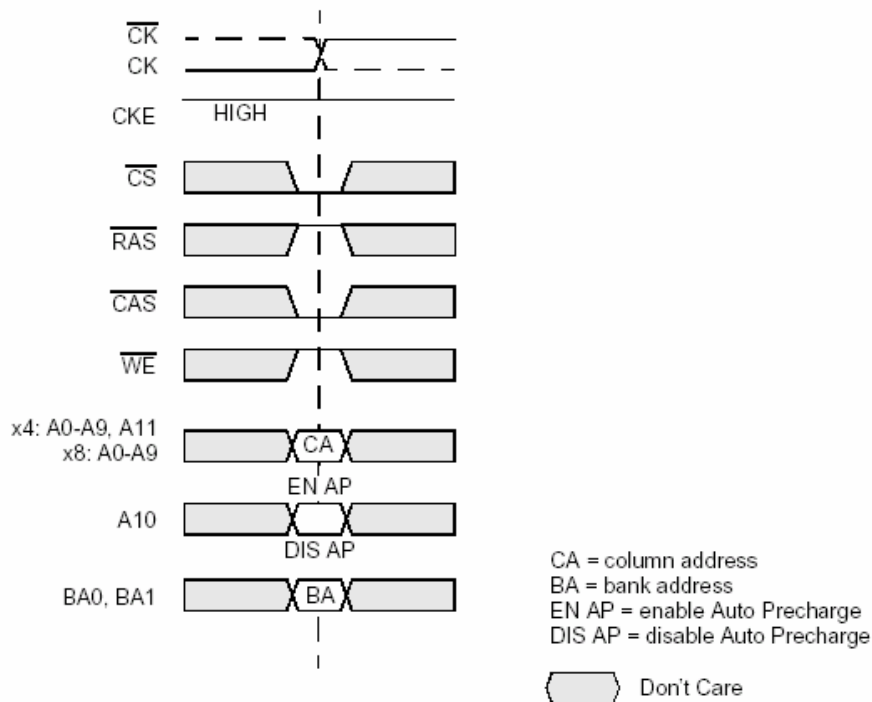 CK
CK
CKE HIGH
CS
RAS
CAS
WE
x4: A0-A9, A11
x8: A0-A9
CA
EN AP
A10
DIS AP
BA0, BA1
BA
CA = column address
BA = bank address
EN AP = enable Auto Precharge
DIS AP = disable Auto Precharge
Don't Care